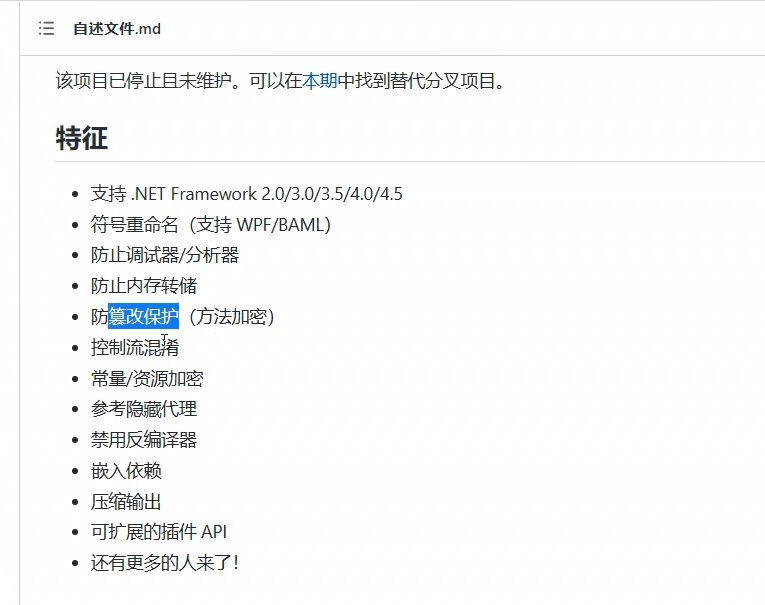 自述文件.md
该项目已停止且未维护。可以在本期中找到替代分叉项目。
特征
支持 .NET Framework 2.0/3.0/3.5/4.0/4.5
符号重命名（支持 WPF/BAML）
防止调试器/分析器
防止内存转储
防篡改保护（方法加密）
控制流混淆
常量/资源加密
参考隐藏代理
禁用反编译器
嵌入依赖
压缩输出
可扩展的插件 API
还有更多的人来了！